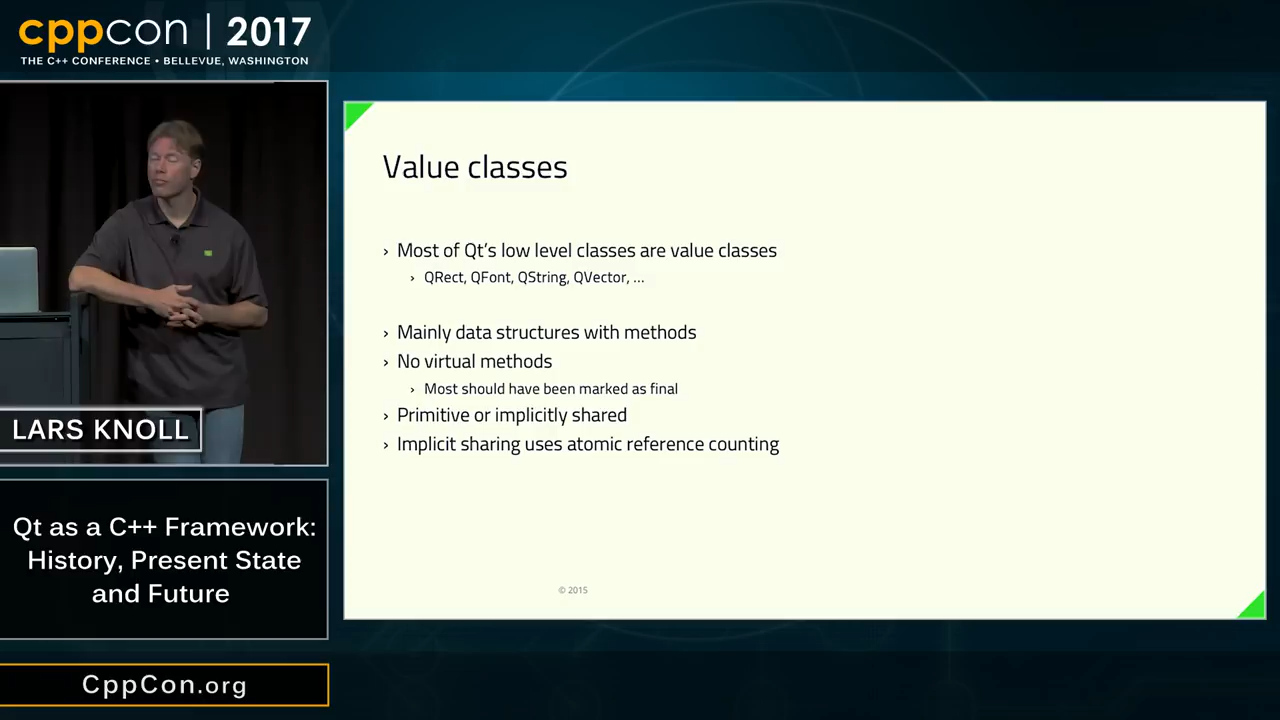 cppcon | 2017
THE C++ CONFERENCE • BELLEVUE, WASHINGTON
LARS KNOLL
Qt as a C++ Framework:
History, Present State
and Future
CppCon.org
Value classes
› Most of Qt's low level classes are value classes
› QRect, QFont, QString, QVector, ...
› Mainly data structures with methods
› No virtual methods
› Most should have been marked as final
› Primitive or implicitly shared
› Implicit sharing uses atomic reference counting
© 2015